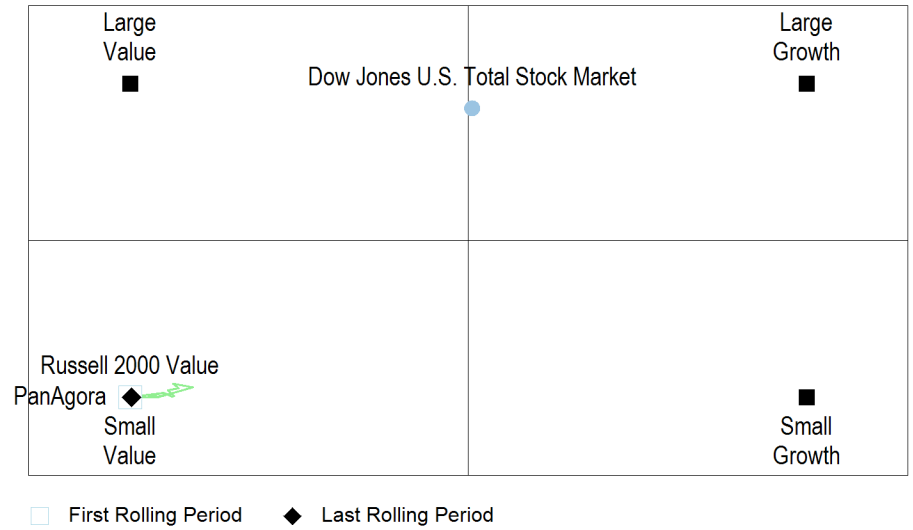 Large
Value
Large
Growth
Dow Jones U.S. Total Stock Market
Russell 2000 Value
PanAgora
Small
Value
Small
Growth
First Rolling Period
Last Rolling Period